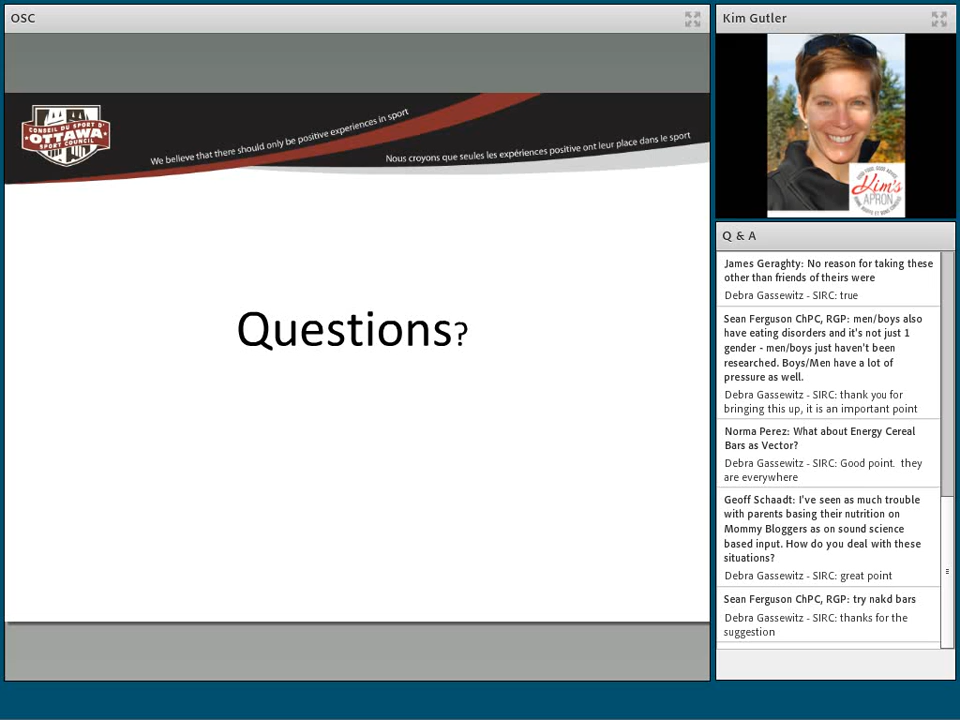 OSC
CONSEIL DU SPORT D'
OTTAWA
SPORT COUNCIL
We believe that there should only be positive experiences in sport
Nous croyons que seules les expériences positive ont leur place dans le sport
Questions?
Kim Gutler
Kim's
APRON
Q & A
James Geraghty: No reason for taking these
other than friends of theirs were
Debra Gassewitz - SIRC: true
Sean Ferguson ChPC, RGP: men/boys also
have eating disorders and it's not just 1
gender - men/boys just haven't been
researched. Boys/Men have a lot of
pressure as well.
Debra Gassewitz - SIRC: thank you for
bringing this up, it is an important point
Norma Perez: What about Energy Cereal
Bars as Vector?
Debra Gassewitz - SIRC: Good point.  they
are everywhere
Geoff Schaadt: I've seen as much trouble
with parents basing their nutrition on
Mommy Bloggers as on sound science
based input. How do you deal with these
situations?
Debra Gassewitz - SIRC: great point
Sean Ferguson ChPC, RGP: try nakd bars
Debra Gassewitz - SIRC: thanks for the
suggestion